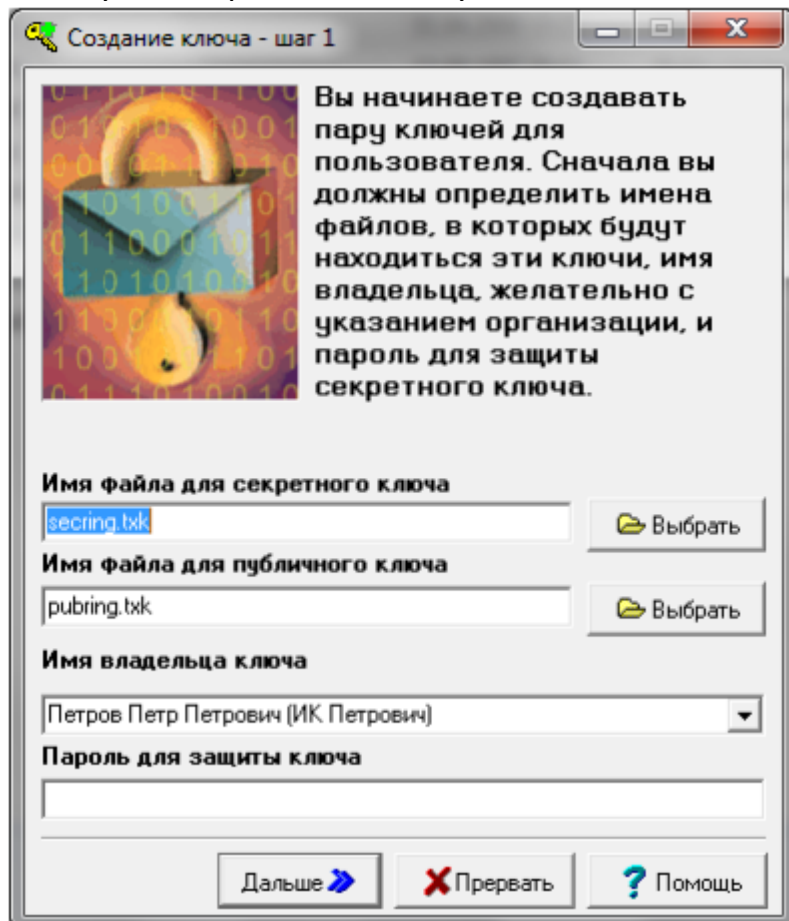 Создание ключа - шаг 1
Вы начинаете создавать
пару ключей для
пользователя. Сначала вы
должны определить имена
файлов, в которых будут
находиться эти ключи, имя
владельца, желательно с
указанием организации, и
пароль для защиты
секретного ключа.
Имя файла для секретного ключа
secring.txk
Выбрать
Имя файла для публичного ключа
pubring.txk
Выбрать
Имя владельца ключа
Петров Петр Петрович (ИК Петрович)
Пароль для защиты ключа
Дальше
Прервать
Помощь